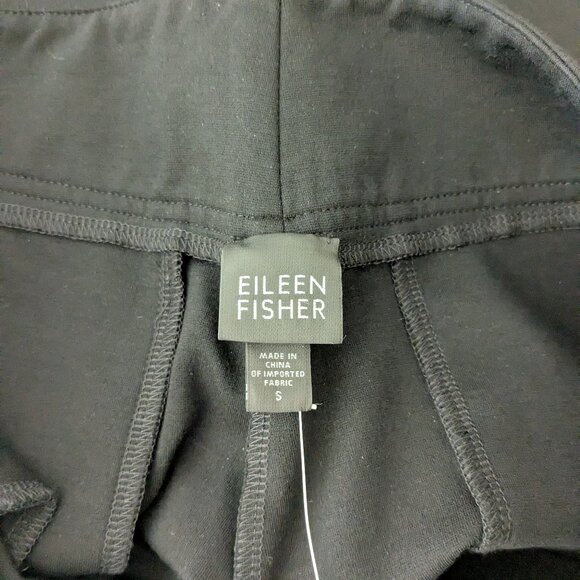 EILEEN
FISHER
MADE IN
CHINA
OF IMPORTED
FABRIC
S